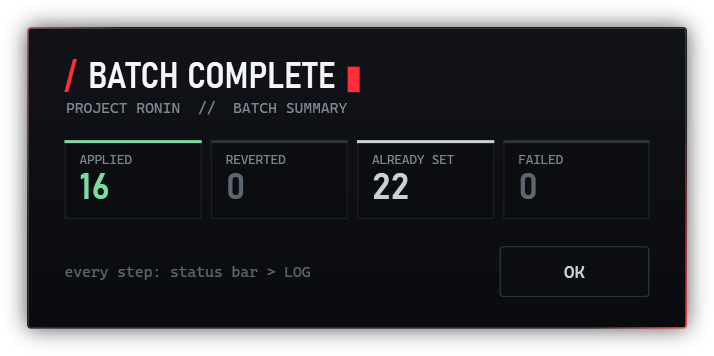 / BATCH COMPLETE
PROJECT RONIN // BATCH SUMMARY
APPLIED
16
REVERTED
0
ALREADY SET
22
FAILED
0
every step: status bar > LOG
OK